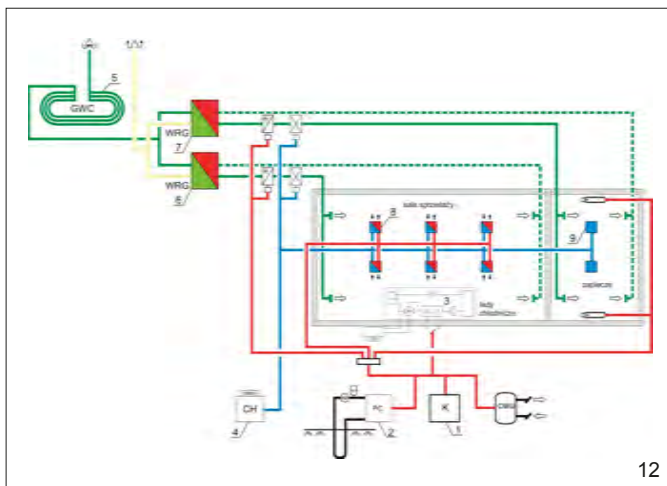 5
GWC
WRG
7
WRG
6
sala sprzedaży
8
9
3
lady
chłodnicze
zaplecze
CH
4
PC
2
K
1
CWU
12